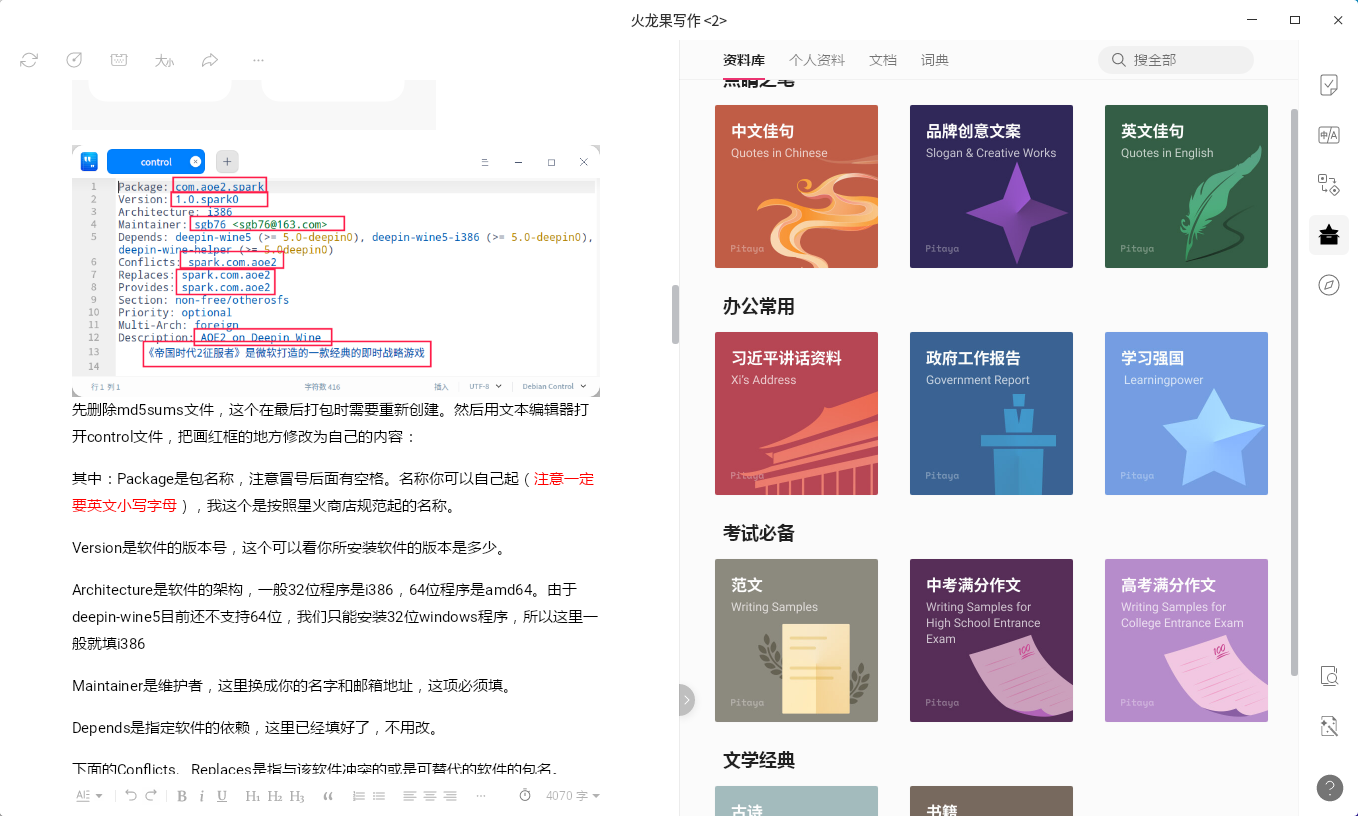 火龙果写作 <2>
大小
control
1 Package: com.aoe2.spark
2 Version: 1.0.spark0
3 Architecture: i386
4 Maintainer: sgb76 <sgb76@163.com>
5 Depends: deepin-wine5 (>= 5.0-deepin0), deepin-wine5-i386 (>= 5.0-deepin0),
deepin-wine-helper (>= 5.0deepin0)
6 Conflicts: spark.com.aoe2
7 Replaces: spark.com.aoe2
8 Provides: spark.com.aoe2
9 Section: non-free/otherosfs
10 Priority: optional
11 Multi-Arch: foreign
12 Description: AOE2 on Deepin Wine
13 《帝国时代2征服者》是微软打造的一款经典的即时战略游戏
14
行 1 列 1 字符数 416 插入 UTF-8 Debian Control
先删除md5sums文件，这个在最后打包时需要重新创建。然后用文本编辑器打
开control文件，把画红框的地方修改为自己的内容：
其中：Package是包名称，注意冒号后面有空格。名称你可以自己起（注意一定
要英文小写字母），我这个是按照星火商店规范起的名称。
Version是软件的版本号，这个可以看你所安装软件的版本是多少。
Architecture是软件的架构，一般32位程序是i386，64位程序是amd64。由于
deepin-wine5目前还不支持64位，我们只能安装32位windows程序，所以这里一
般就填i386
Maintainer是维护者，这里换成你的名字和邮箱地址，这项必须填。
Depends是指定软件的依赖，这里已经填好了，不用改。
下面的Conflicts、Replaces是指与该软件冲突的或是可替代的软件的包名。
B i U H1 H2 H3 4070 字
资料库 个人资料 文档 词典 搜全部
点睛之笔
中文佳句
Quotes in Chinese
Pitaya
品牌创意文案
Slogan & Creative Works
Pitaya
英文佳句
Quotes in English
Pitaya
办公常用
习近平讲话资料
Xi's Address
Pitaya
政府工作报告
Government Report
Pitaya
学习强国
Learningpower
Pitaya
考试必备
范文
Writing Samples
Pitaya
中考满分作文
Writing Samples for
High School Entrance
Exam
100
Pitaya
高考满分作文
Writing Samples for
College Entrance Exam
100
Pitaya
文学经典
古诗
书籍
中/A
?